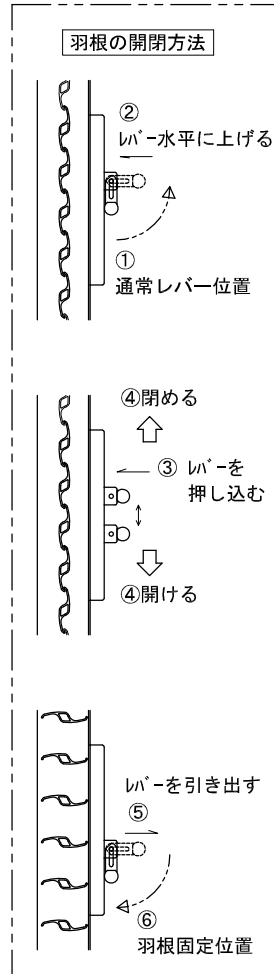 羽根の開閉方法
②
ﾚﾊﾞｰ水平に上げる
①
通常レバー位置
④閉める
③ ﾚﾊﾞｰを
押し込む
④開ける
ﾚﾊﾞｰを引き出す
⑤
⑥
羽根固定位置